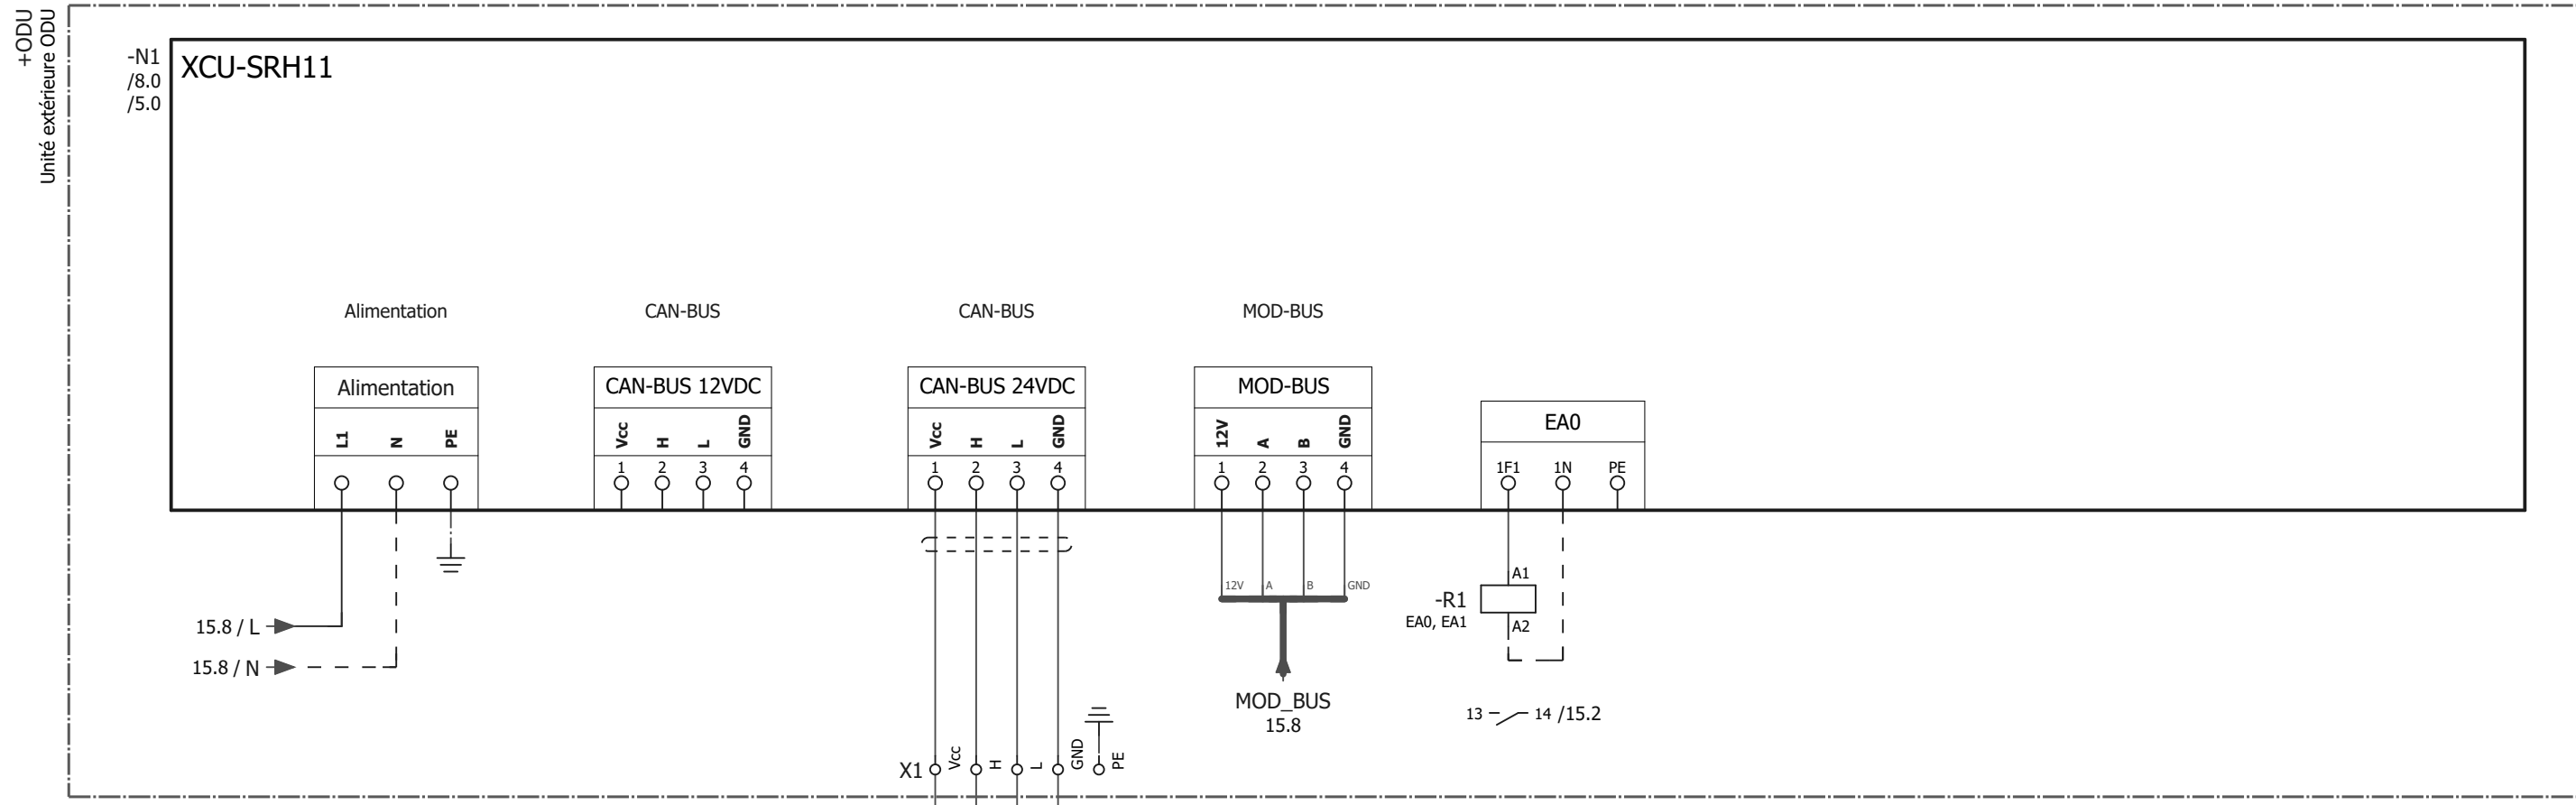 +ODU
Unité extérieure ODU
-N1
/8.0
/5.0
XCU-SRH11
Alimentation
CAN-BUS
CAN-BUS
MOD-BUS
Alimentation
L1 N PE
CAN-BUS 12VDC
Vcc H L GND
1 2 3 4
CAN-BUS 24VDC
Vcc H L GND
1 2 3 4
MOD-BUS
12V A B GND
1 2 3 4
EA0
1F1 1N PE
15.8 / L
15.8 / N
12V A B GND
MOD_BUS
15.8
A1
-R1
EA0, EA1
A2
13 14 /15.2
X1 Vcc H L GND PE